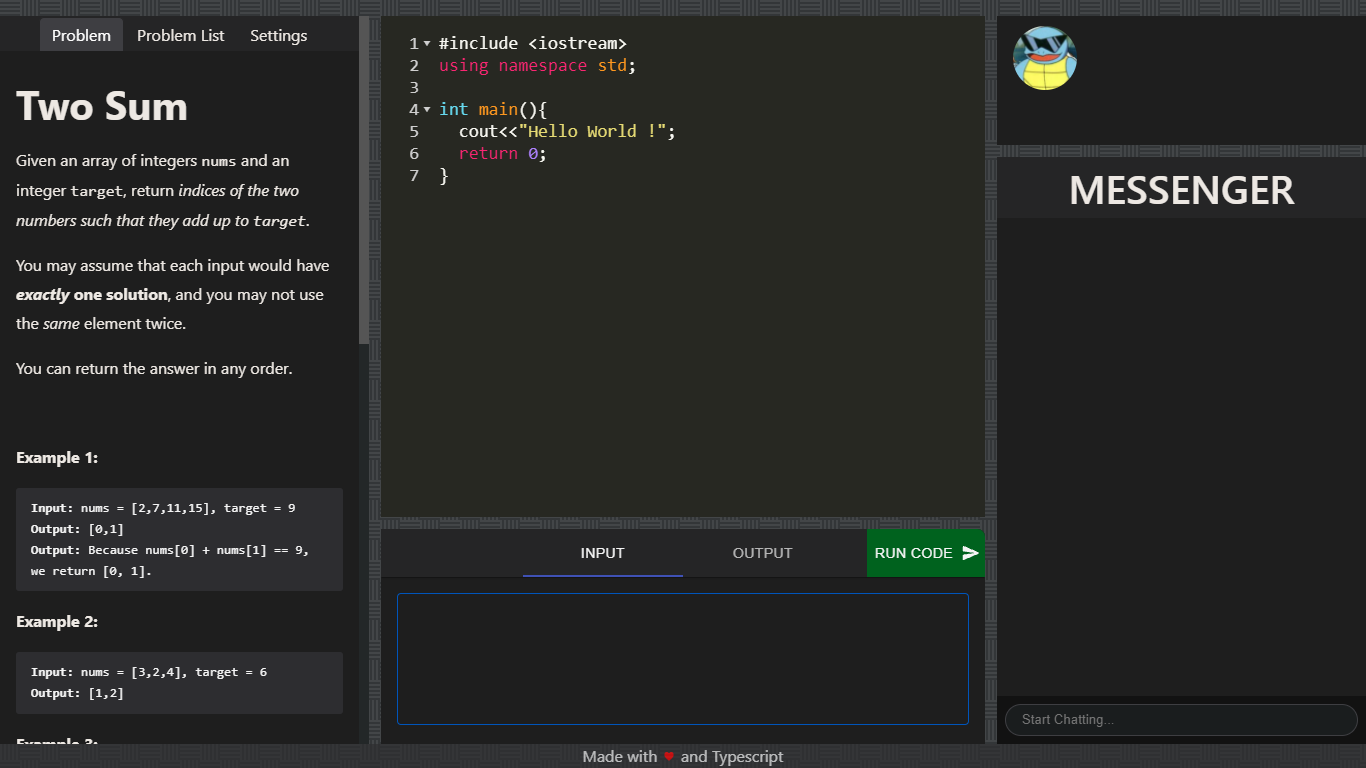 Problem Problem List Settings
Two Sum
Given an array of integers nums and an
integer target, return indices of the two
numbers such that they add up to target.
You may assume that each input would have
exactly one solution, and you may not use
the same element twice.
You can return the answer in any order.
Example 1:
Input: nums = [2,7,11,15], target = 9
Output: [0,1]
Output: Because nums[0] + nums[1] == 9,
we return [0, 1].
Example 2:
Input: nums = [3,2,4], target = 6
Output: [1,2]
Example 3:
1 #include <iostream>
2 using namespace std;
3
4 int main(){
5 cout<<"Hello World !";
6 return 0;
7 }
INPUT OUTPUT RUN CODE
MESSENGER
Start Chatting...
Made with ♥ and Typescript